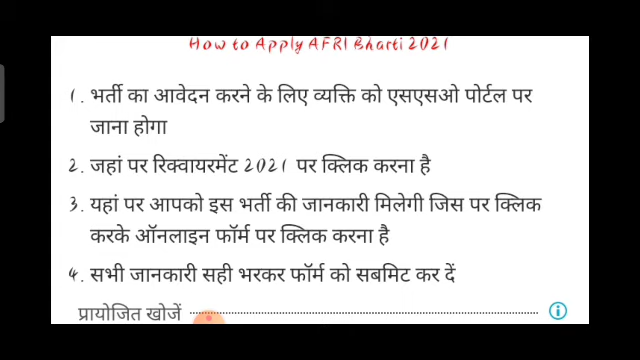 How to Apply AFRI Bharti 2021
1. भर्ती का आवेदन करने के लिए व्यक्ति को एसएसओ पोर्टल पर
जाना होगा
2. जहां पर रिक्वायरमेंट 2021 पर क्लिक करना है
3. यहां पर आपको इस भर्ती की जानकारी मिलेगी जिस पर क्लिक
करके ऑनलाइन फॉर्म पर क्लिक करना है
4. सभी जानकारी सही भरकर फॉर्म को सबमिट कर दें
प्रायोजित खोजें